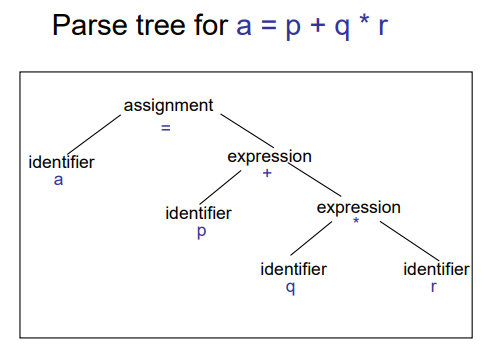 Parse tree for a = p + q * r
assignment
=
identifier
a
expression
+
identifier
p
expression
*
identifier
q
identifier
r